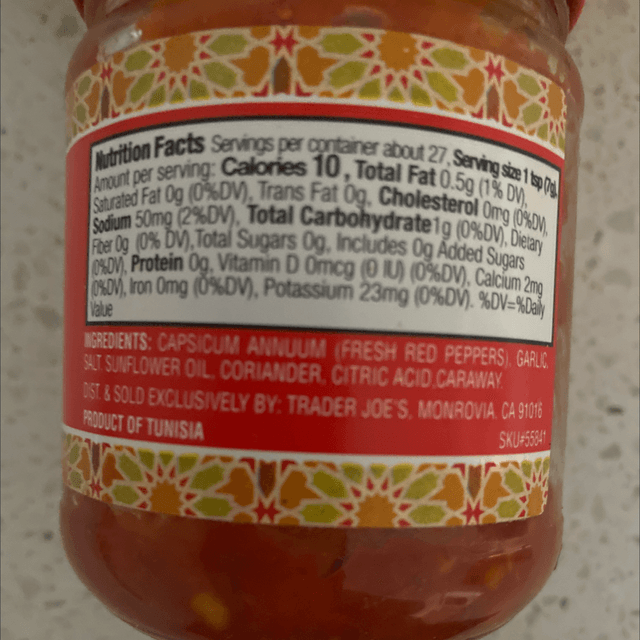 Nutrition Facts Servings per container about 27, Serving size 1 tsp (7g),
Amount per serving: Calories 10, Total Fat 0.5g (1% DV),
Saturated Fat 0g (0%DV), Trans Fat 0g, Cholesterol 0mg (0%DV),
Sodium 50mg (2%DV), Total Carbohydrate 1g (0%DV), Dietary
Fiber 0g (0% DV), Total Sugars 0g, Includes 0g Added Sugars
(0%DV), Protein 0g, Vitamin D 0mcg (0 IU) (0%DV), Calcium 2mg
(0%DV), Iron 0mg (0%DV), Potassium 23mg (0%DV). %DV=%Daily
Value
INGREDIENTS: CAPSICUM ANNUUM (FRESH RED PEPPERS), GARLIC,
SALT, SUNFLOWER OIL, CORIANDER, CITRIC ACID, CARAWAY.
DIST. & SOLD EXCLUSIVELY BY: TRADER JOE'S, MONROVIA, CA 91016
PRODUCT OF TUNISIA SKU#55841